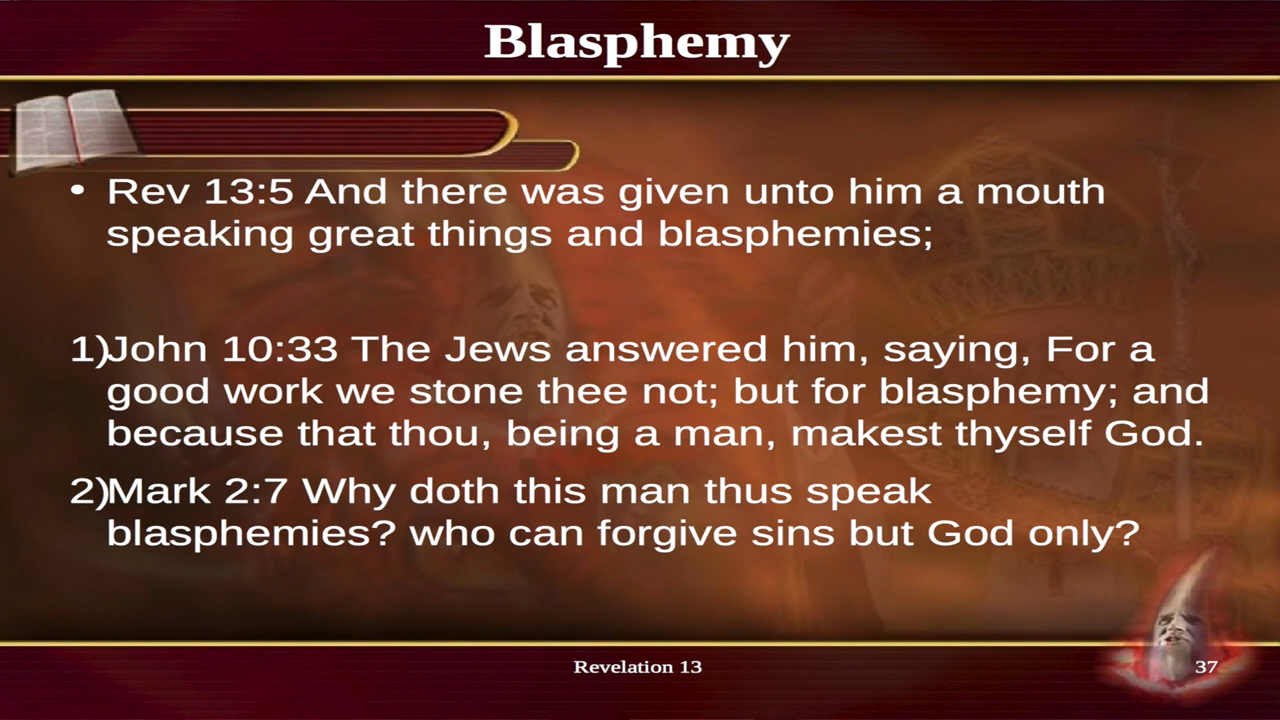 Blasphemy
• Rev 13:5 And there was given unto him a mouth
speaking great things and blasphemies;
1)John 10:33 The Jews answered him, saying, For a
good work we stone thee not; but for blasphemy; and
because that thou, being a man, makest thyself God.
2)Mark 2:7 Why doth this man thus speak
blasphemies? who can forgive sins but God only?
Revelation 13
37